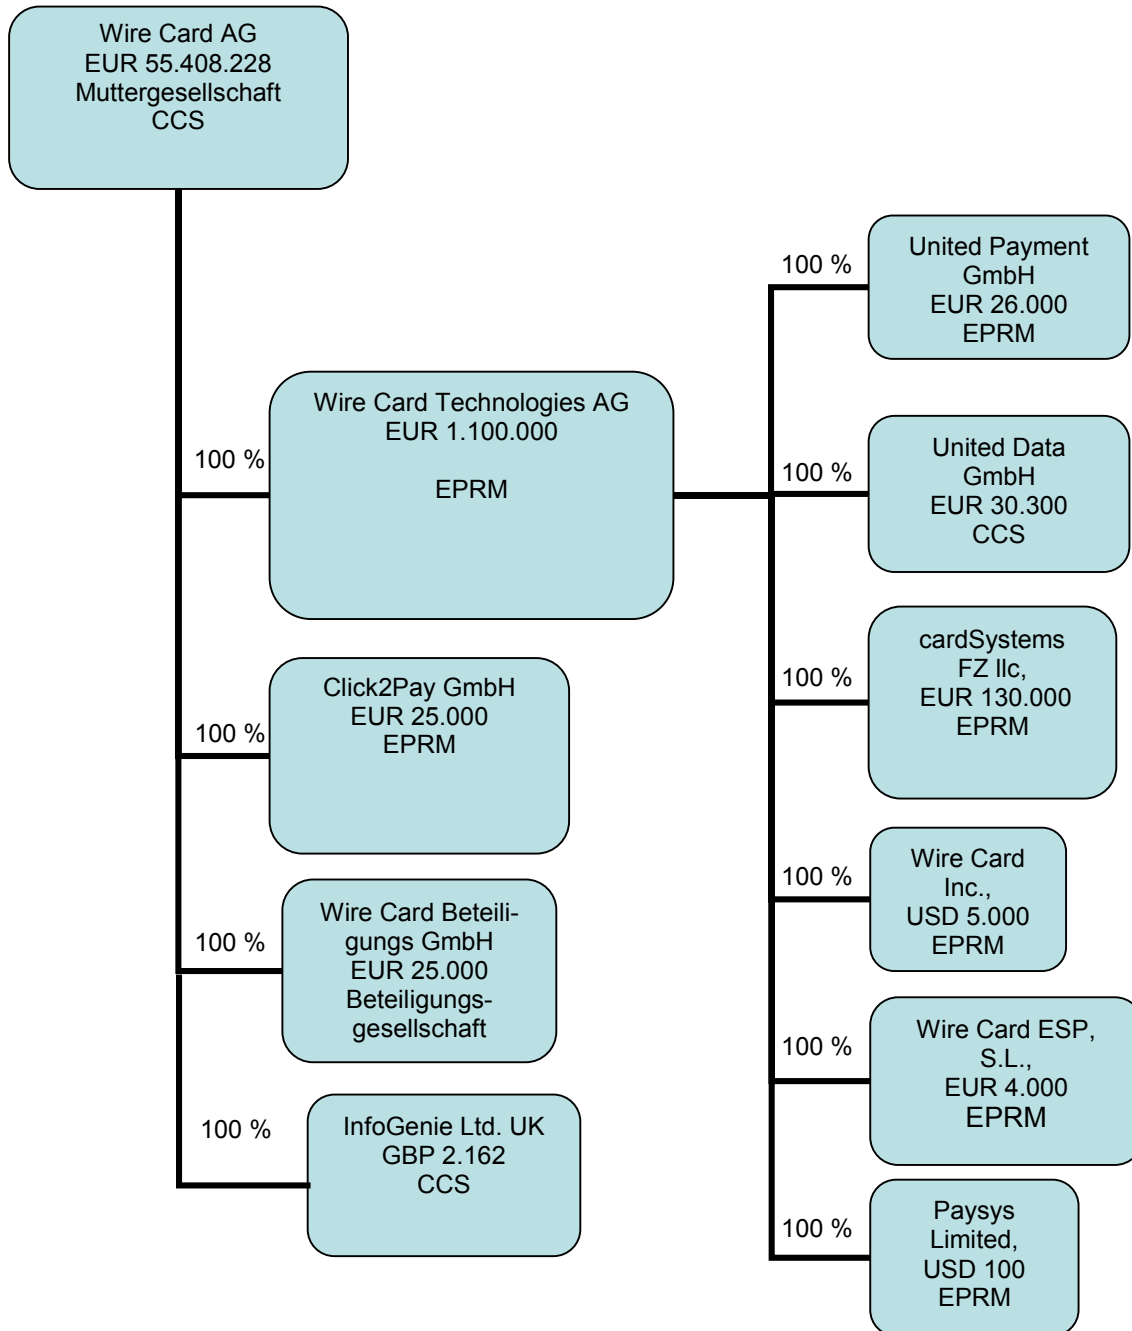 Wire Card AG
EUR 55.408.228
Muttergesellschaft
CCS
100 %
Wire Card Technologies AG
EUR 1.100.000
EPRM
100 %
Click2Pay GmbH
EUR 25.000
EPRM
100 %
Wire Card Beteili-
gungs GmbH
EUR 25.000
Beteiligungs-
gesellschaft
100 %
InfoGenie Ltd. UK
GBP 2.162
CCS
100 %
United Payment
GmbH
EUR 26.000
EPRM
100 %
United Data
GmbH
EUR 30.300
CCS
100 %
cardSystems
FZ llc,
EUR 130.000
EPRM
100 %
Wire Card
Inc.,
USD 5.000
EPRM
100 %
Wire Card ESP,
S.L.,
EUR 4.000
EPRM
100 %
Paysys
Limited,
USD 100
EPRM